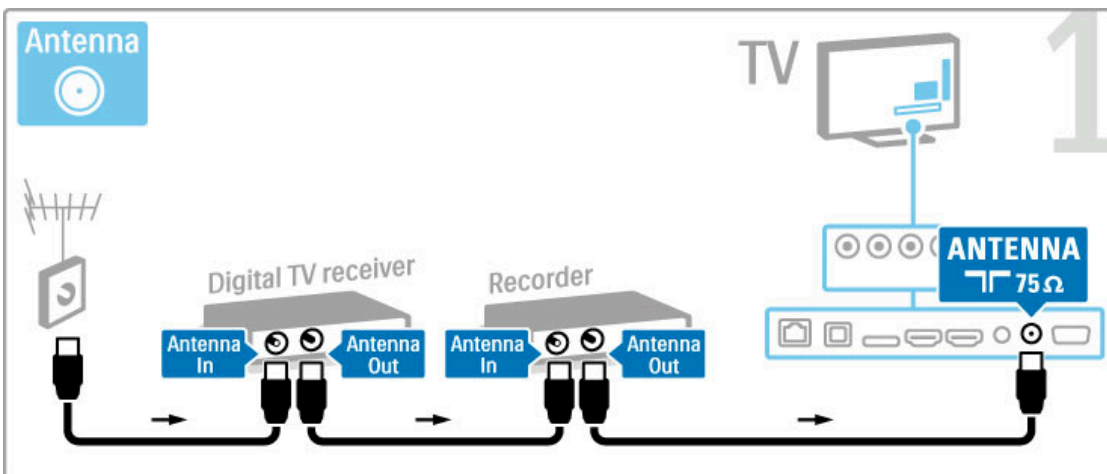 Antenna
TV
1
Digital TV receiver
Recorder
ANTENNA
75 Ω
Antenna
In
Antenna
Out
Antenna
In
Antenna
Out